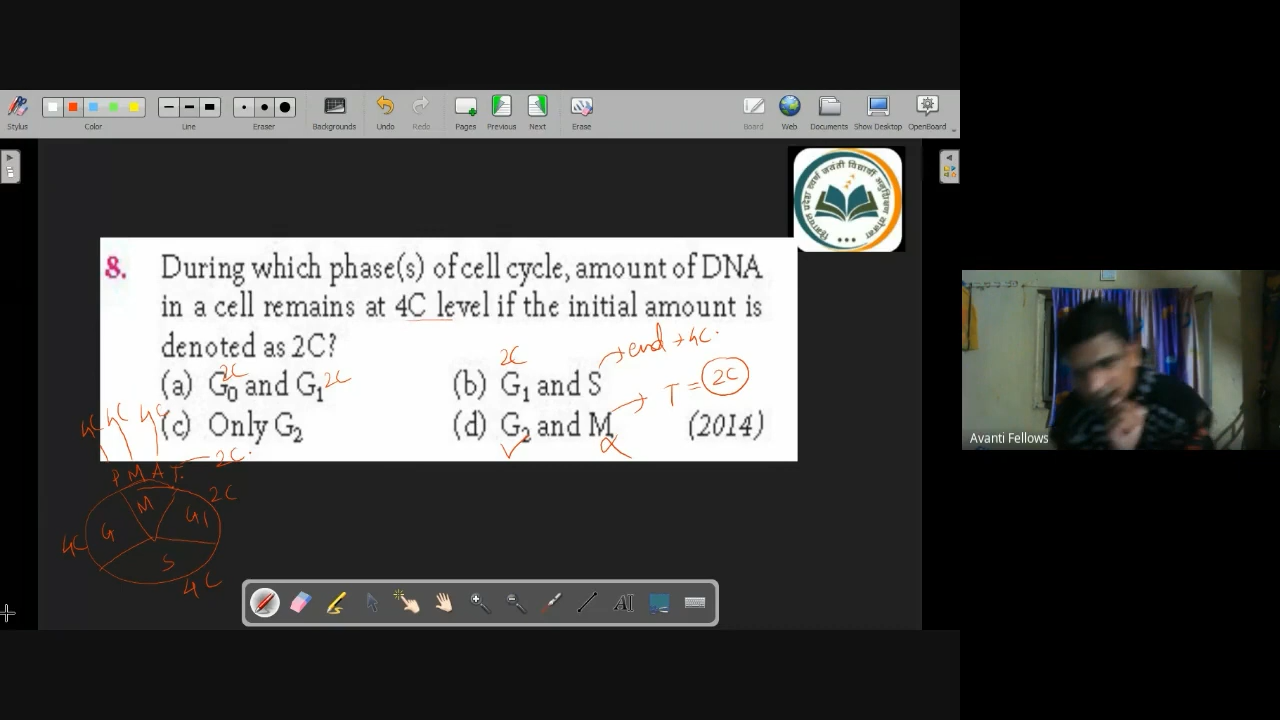 Stylus
Color
Line
Eraser
Backgrounds
Undo
Redo
Pages
Previous
Next
Erase
Board
Web
Documents
Show Desktop
OpenBoard
8. During which phase(s) of cell cycle, amount of DNA
in a cell remains at 4C level if the initial amount is
denoted as 2C?
2C
end → 4C.
2C
2C
(a) G₀ and G₁
(b) G₁ and S
T = 2C
(c) Only G₂
(d) G₂ and M
(2014)
4C 4C 4C
P M A T
2C.
M
2C
G
G1
4C
S
4C
Avanti Fellows